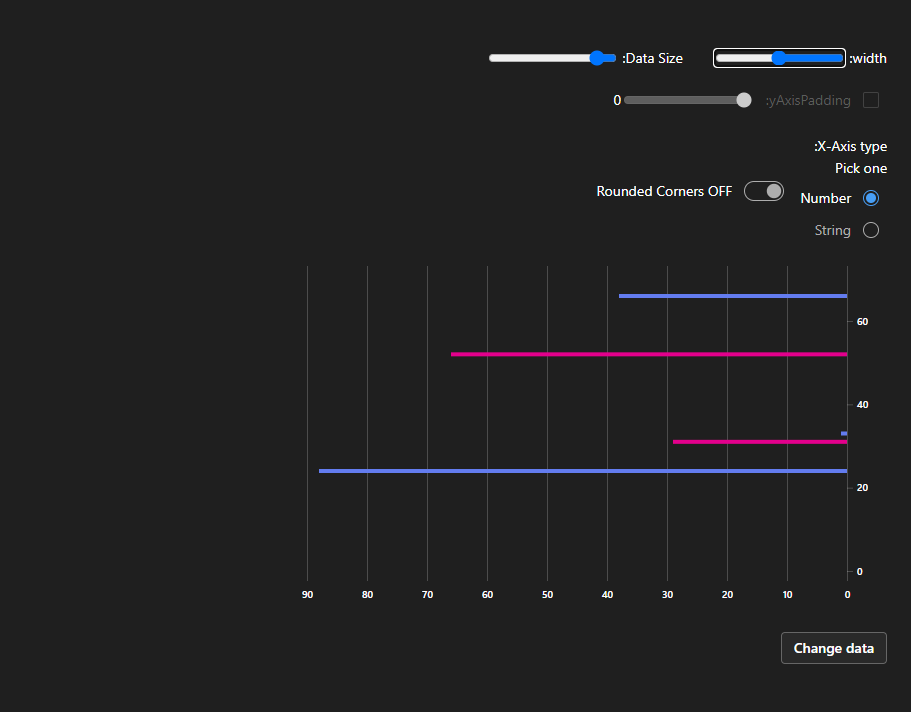 :width
:Data Size
:yAxisPadding
0
:X-Axis type
Pick one
Number
Rounded Corners OFF
String
60
40
20
0
90 80 70 60 50 40 30 20 10 0
Change data